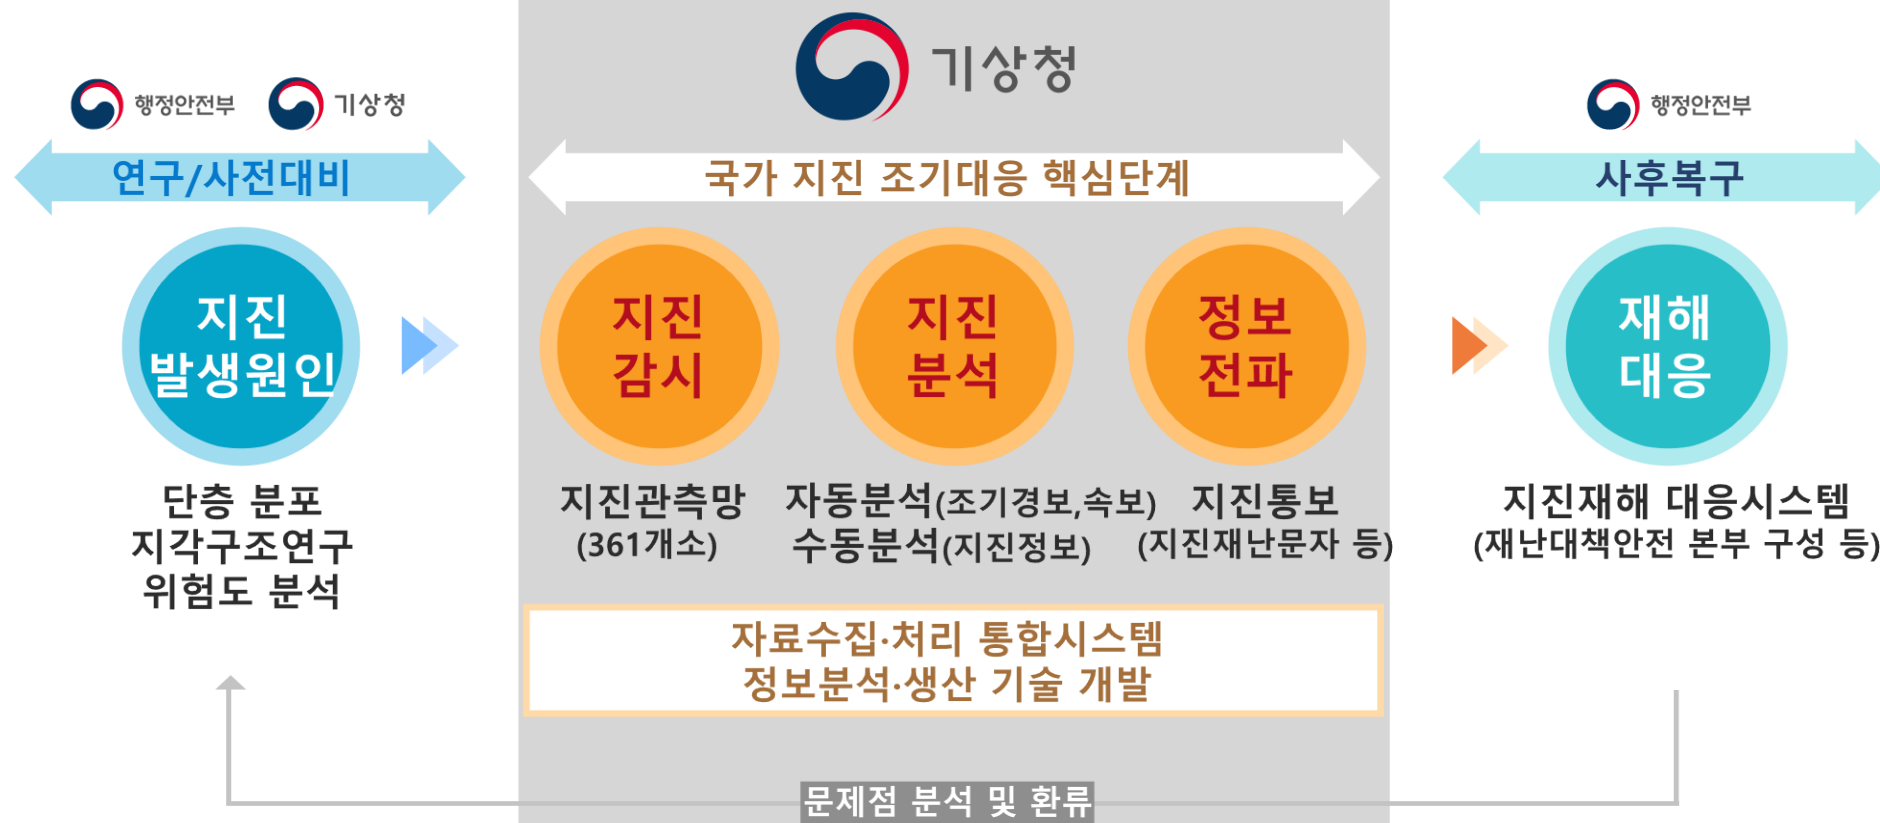 행정안전부 기상청
연구/사전대비
지진
발생원인
단층 분포
지각구조연구
위험도 분석
기상청
국가 지진 조기대응 핵심단계
지진
감시
지진관측망
(361개소)
지진
분석
자동분석(조기경보,속보)
수동분석(지진정보)
정보
전파
지진통보
(지진재난문자 등)
자료수집·처리 통합시스템
정보분석·생산 기술 개발
행정안전부
사후복구
재해
대응
지진재해 대응시스템
(재난대책안전 본부 구성 등)
문제점 분석 및 환류